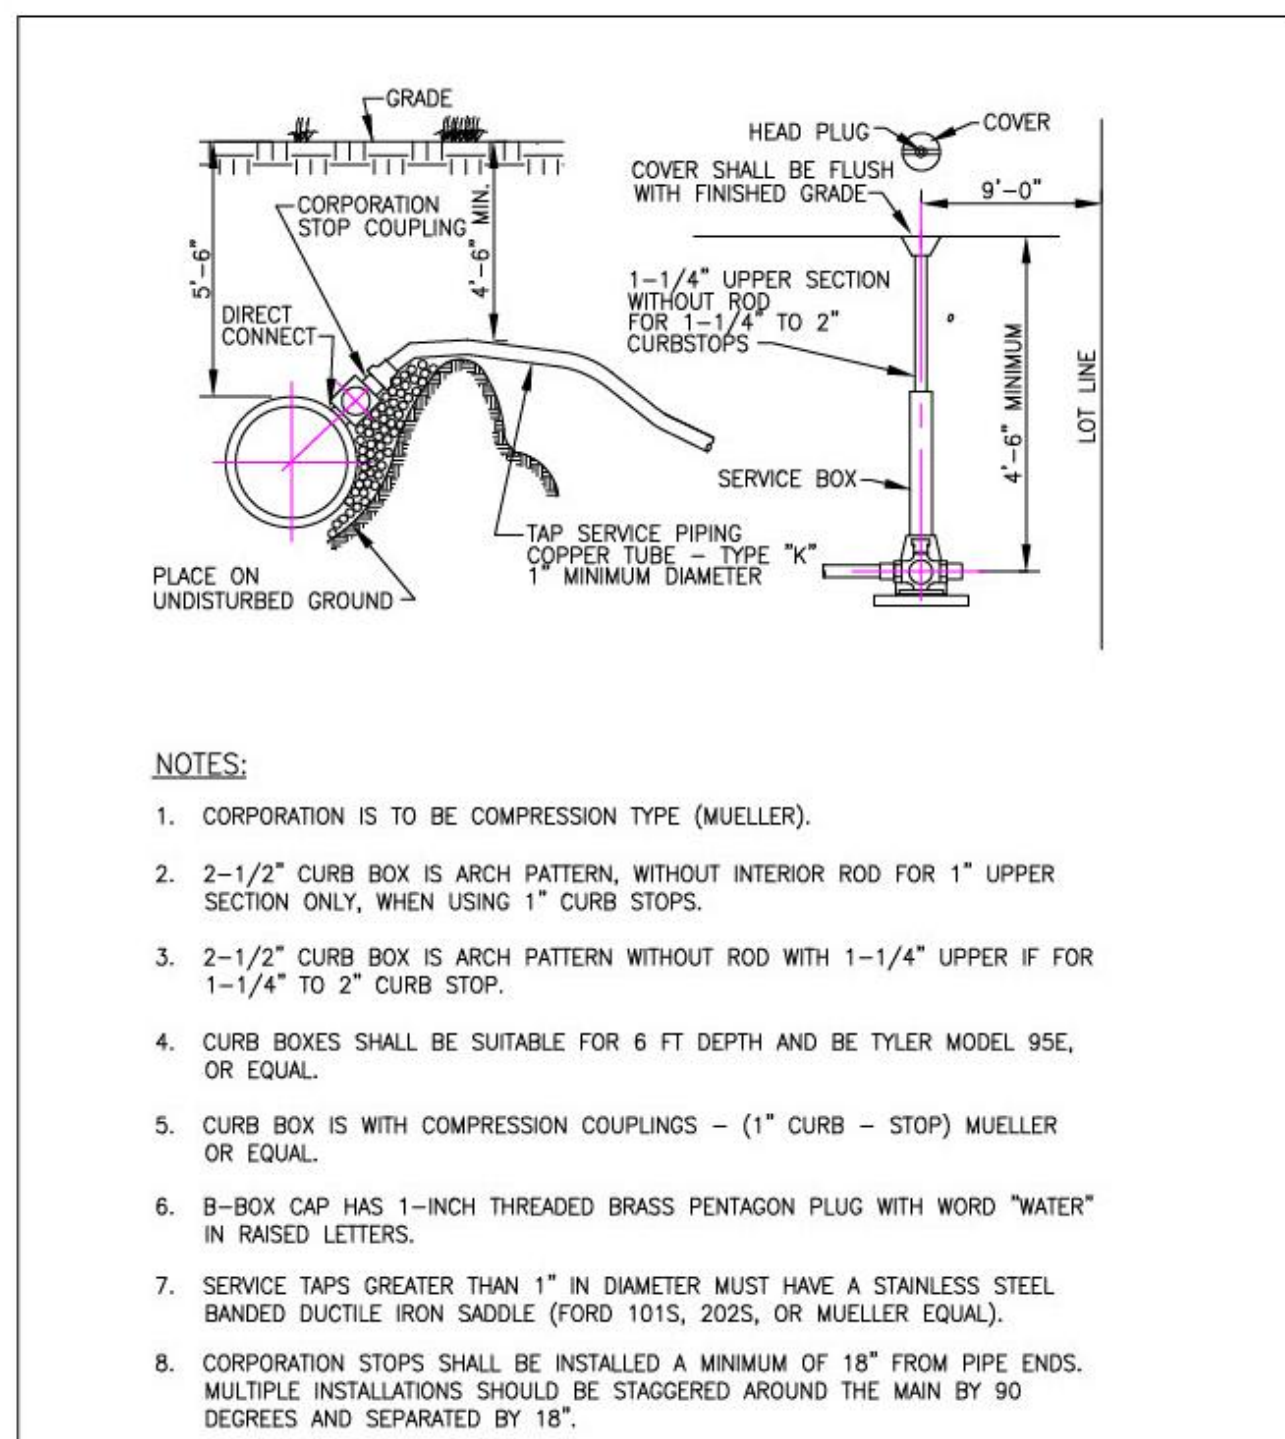 GRADE
CORPORATION
STOP COUPLING
5'-6"
4'-6" MIN.
DIRECT
CONNECT
TAP SERVICE PIPING
COPPER TUBE – TYPE "K"
1" MINIMUM DIAMETER
PLACE ON
UNDISTURBED GROUND
HEAD PLUG
COVER
COVER SHALL BE FLUSH
WITH FINISHED GRADE
9'-0"
1-1/4" UPPER SECTION
WITHOUT ROD
FOR 1-1/4" TO 2"
CURBSTOPS
4'-6" MINIMUM
LOT LINE
SERVICE BOX
NOTES:
1. CORPORATION IS TO BE COMPRESSION TYPE (MUELLER).
2. 2-1/2" CURB BOX IS ARCH PATTERN, WITHOUT INTERIOR ROD FOR 1" UPPER
SECTION ONLY, WHEN USING 1" CURB STOPS.
3. 2-1/2" CURB BOX IS ARCH PATTERN WITHOUT ROD WITH 1-1/4" UPPER IF FOR
1-1/4" TO 2" CURB STOP.
4. CURB BOXES SHALL BE SUITABLE FOR 6 FT DEPTH AND BE TYLER MODEL 95E,
OR EQUAL.
5. CURB BOX IS WITH COMPRESSION COUPLINGS – (1" CURB – STOP) MUELLER
OR EQUAL.
6. B-BOX CAP HAS 1-INCH THREADED BRASS PENTAGON PLUG WITH WORD "WATER"
IN RAISED LETTERS.
7. SERVICE TAPS GREATER THAN 1" IN DIAMETER MUST HAVE A STAINLESS STEEL
BANDED DUCTILE IRON SADDLE (FORD 101S, 202S, OR MUELLER EQUAL).
8. CORPORATION STOPS SHALL BE INSTALLED A MINIMUM OF 18" FROM PIPE ENDS.
MULTIPLE INSTALLATIONS SHOULD BE STAGGERED AROUND THE MAIN BY 90
DEGREES AND SEPARATED BY 18".